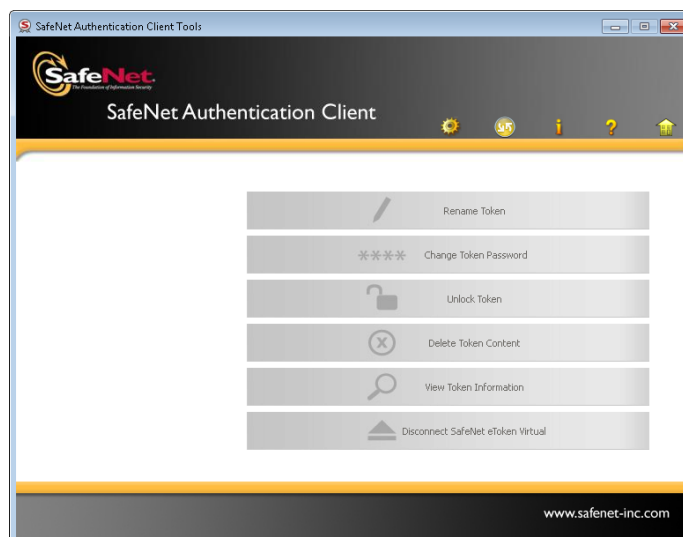 SafeNet Authentication Client Tools
SafeNet.
The Foundation of Information Security
SafeNet Authentication Client
Rename Token
Change Token Password
Unlock Token
Delete Token Content
View Token Information
Disconnect SafeNet eToken Virtual
www.safenet-inc.com